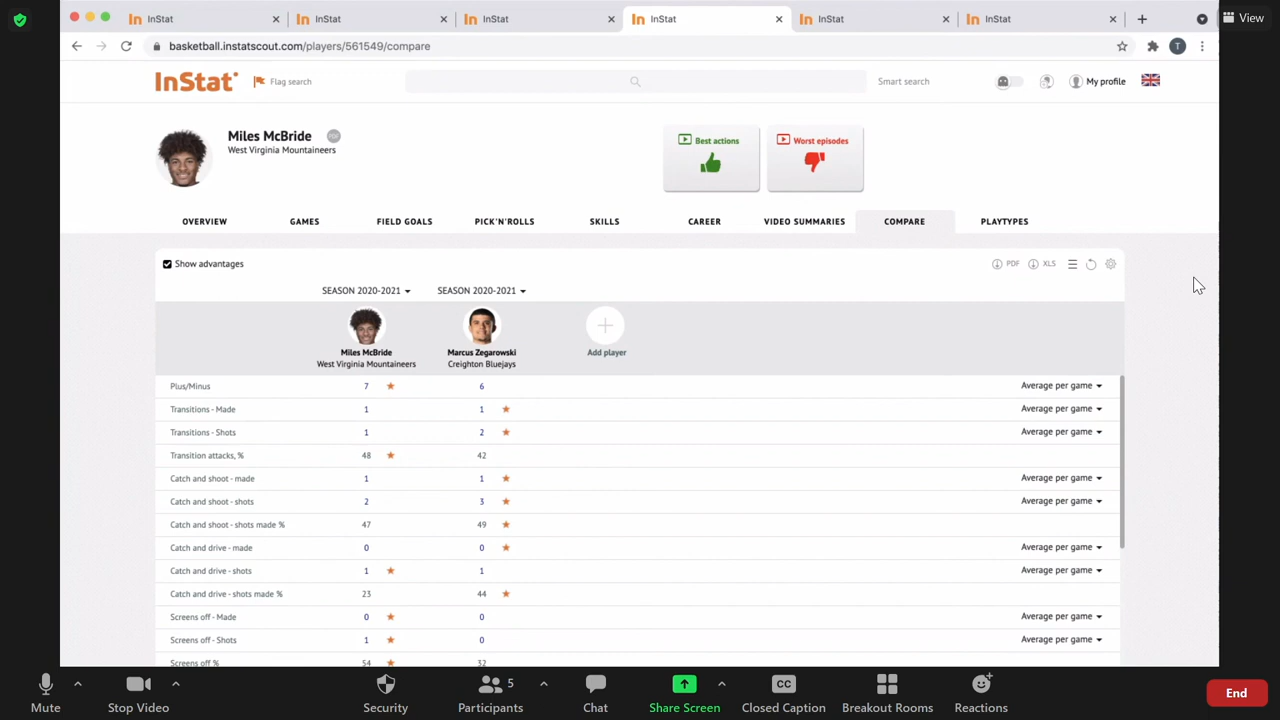 InStat
InStat
InStat
InStat
InStat
InStat
View
basketball.instatscout.com/players/561549/compare
T
InStat
Flag search
Smart search
My profile
Miles McBride
PDF
West Virginia Mountaineers
Best actions
Worst episodes
OVERVIEW GAMES FIELD GOALS PICK'N'ROLLS SKILLS CAREER VIDEO SUMMARIES COMPARE PLAYTYPES
Show advantages
PDF XLS
SEASON 2020-2021 SEASON 2020-2021
Miles McBride Marcus Zegarowski Add player
West Virginia Mountaineers Creighton Bluejays
Plus/Minus 7 6 Average per game
Transitions - Made 1 1 Average per game
Transitions - Shots 1 2 Average per game
Transition attacks, % 48 42
Catch and shoot - made 1 1 Average per game
Catch and shoot - shots 2 3 Average per game
Catch and shoot - shots made % 47 49
Catch and drive - made 0 0 Average per game
Catch and drive - shots 1 1 Average per game
Catch and drive - shots made % 23 44
Screens off - Made 0 0 Average per game
Screens off - Shots 1 0 Average per game
Screens off % 54 32
5
CC
Mute Stop Video Security Participants Chat Share Screen Closed Caption Breakout Rooms Reactions End